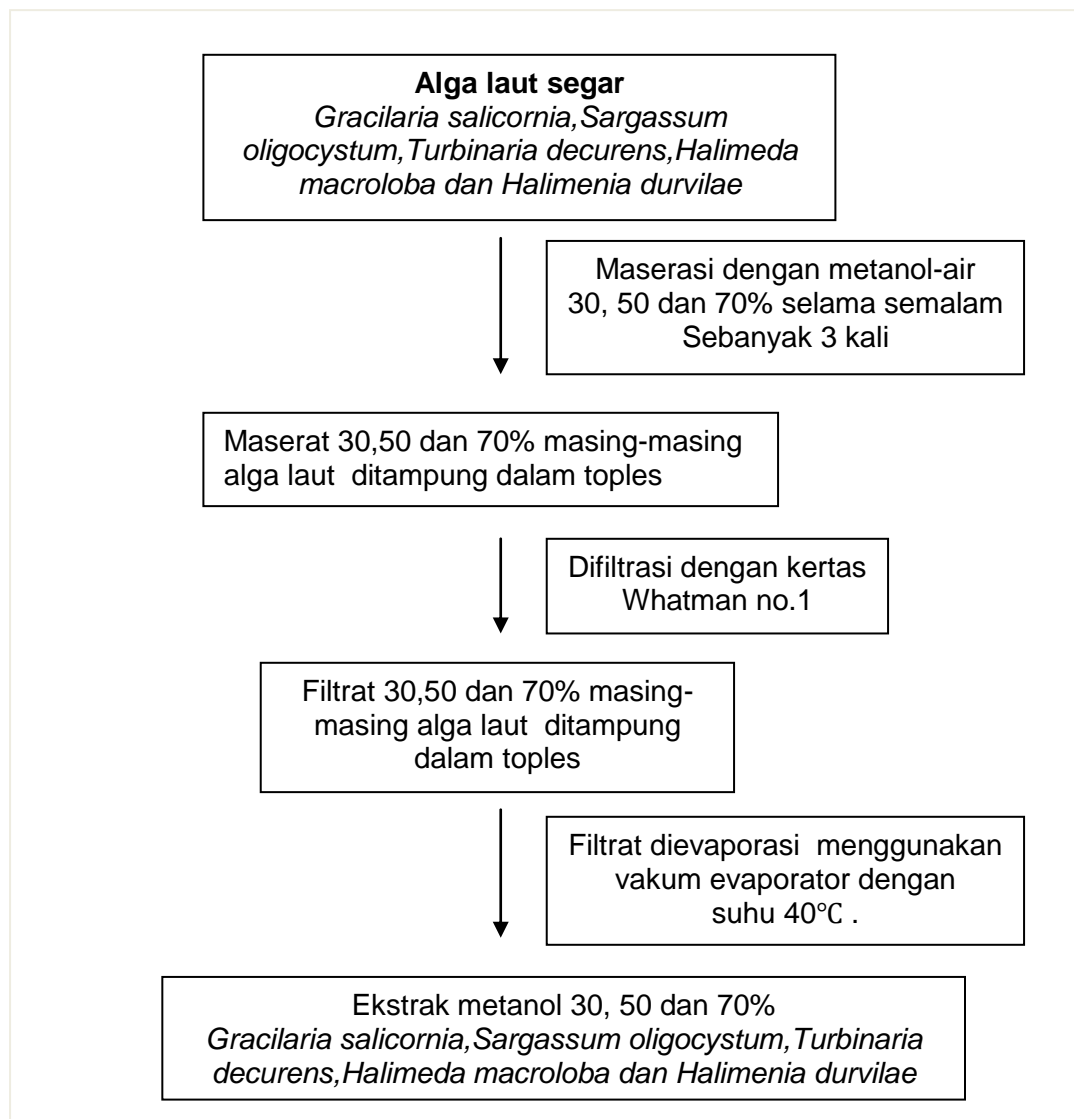 Alga laut segar
Gracilaria salicornia,Sargassum
oligocystum,Turbinaria decurens,Halimeda
macroloba dan Halimenia durvilae
Maserasi dengan metanol-air
30, 50 dan 70% selama semalam
Sebanyak 3 kali
Maserat 30,50 dan 70% masing-masing
alga laut ditampung dalam toples
Difiltrasi dengan kertas
Whatman no.1
Filtrat 30,50 dan 70% masing-
masing alga laut ditampung
dalam toples
Filtrat dievaporasi menggunakan
vakum evaporator dengan
suhu 40℃ .
Ekstrak metanol 30, 50 dan 70%
Gracilaria salicornia,Sargassum oligocystum,Turbinaria
decurens,Halimeda macroloba dan Halimenia durvilae